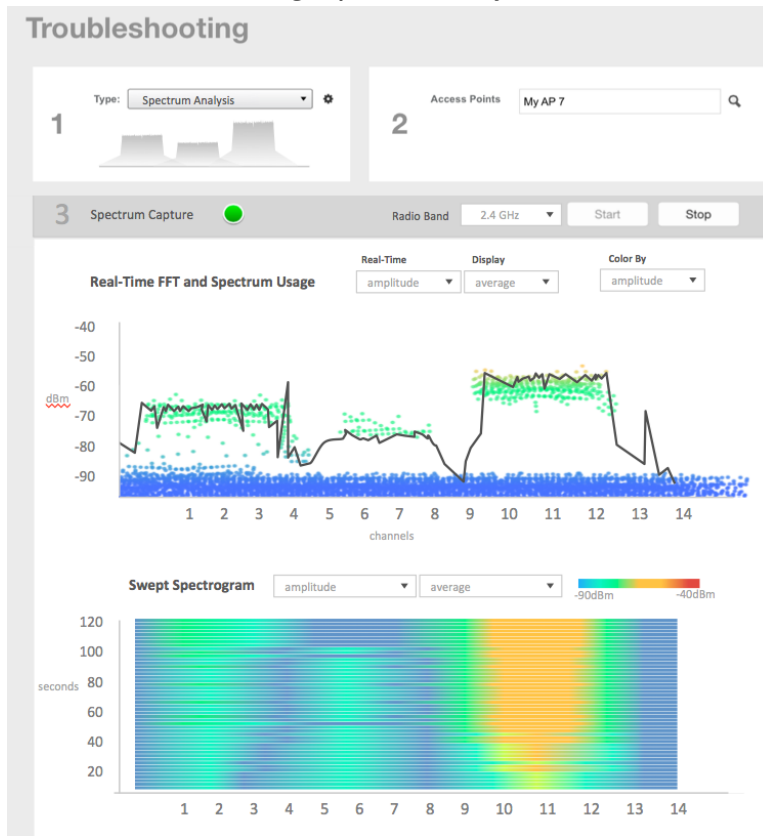 Troubleshooting
1
Type:
Spectrum Analysis
2
Access Points
My AP 7
3
Spectrum Capture
Radio Band
2.4 GHz
Start
Stop
Real-Time FFT and Spectrum Usage
Real-Time
amplitude
Display
average
Color By
amplitude
-40
-50
-60
dBm
-70
-80
-90
1 2 3 4 5 6 7 8 9 10 11 12 13 14
channels
Swept Spectrogram
amplitude
average
-90dBm
-40dBm
120
100
seconds
80
60
40
20
1 2 3 4 5 6 7 8 9 10 11 12 13 14